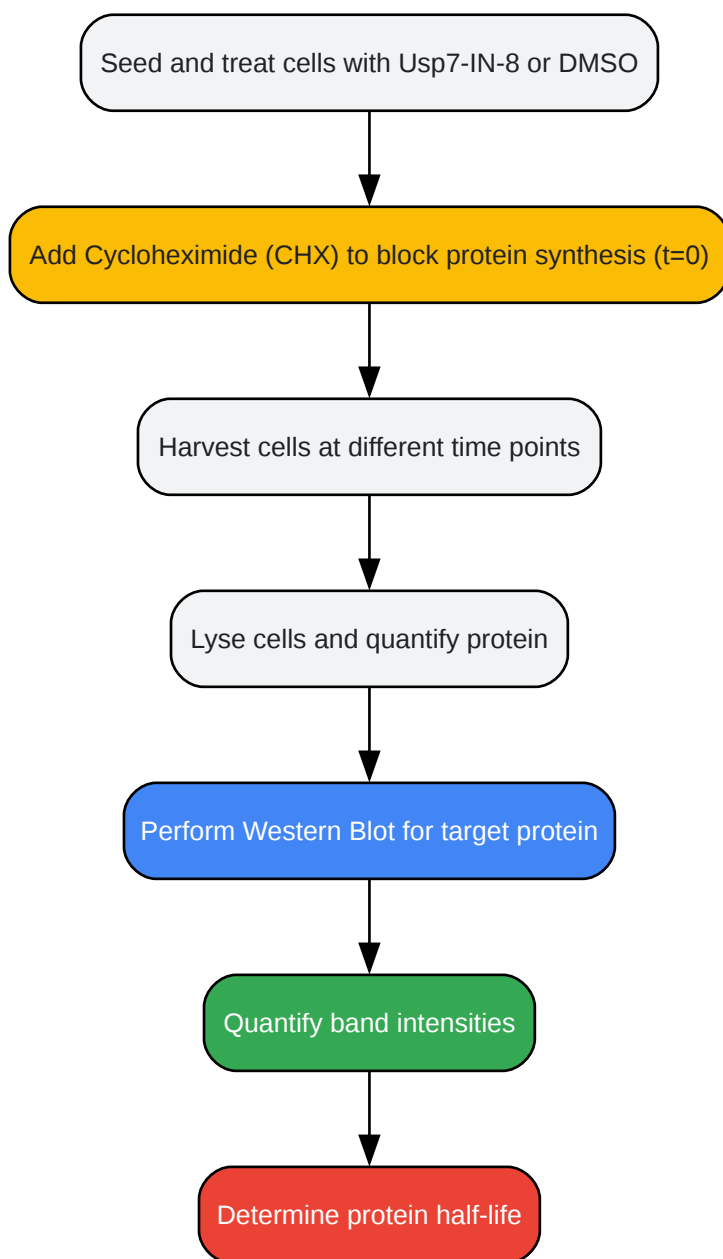 Seed and treat cells with Usp7-IN-8 or DMSO
Add Cycloheximide (CHX) to block protein synthesis (t=0)
Harvest cells at different time points
Lyse cells and quantify protein
Perform Western Blot for target protein
Quantify band intensities
Determine protein half-life